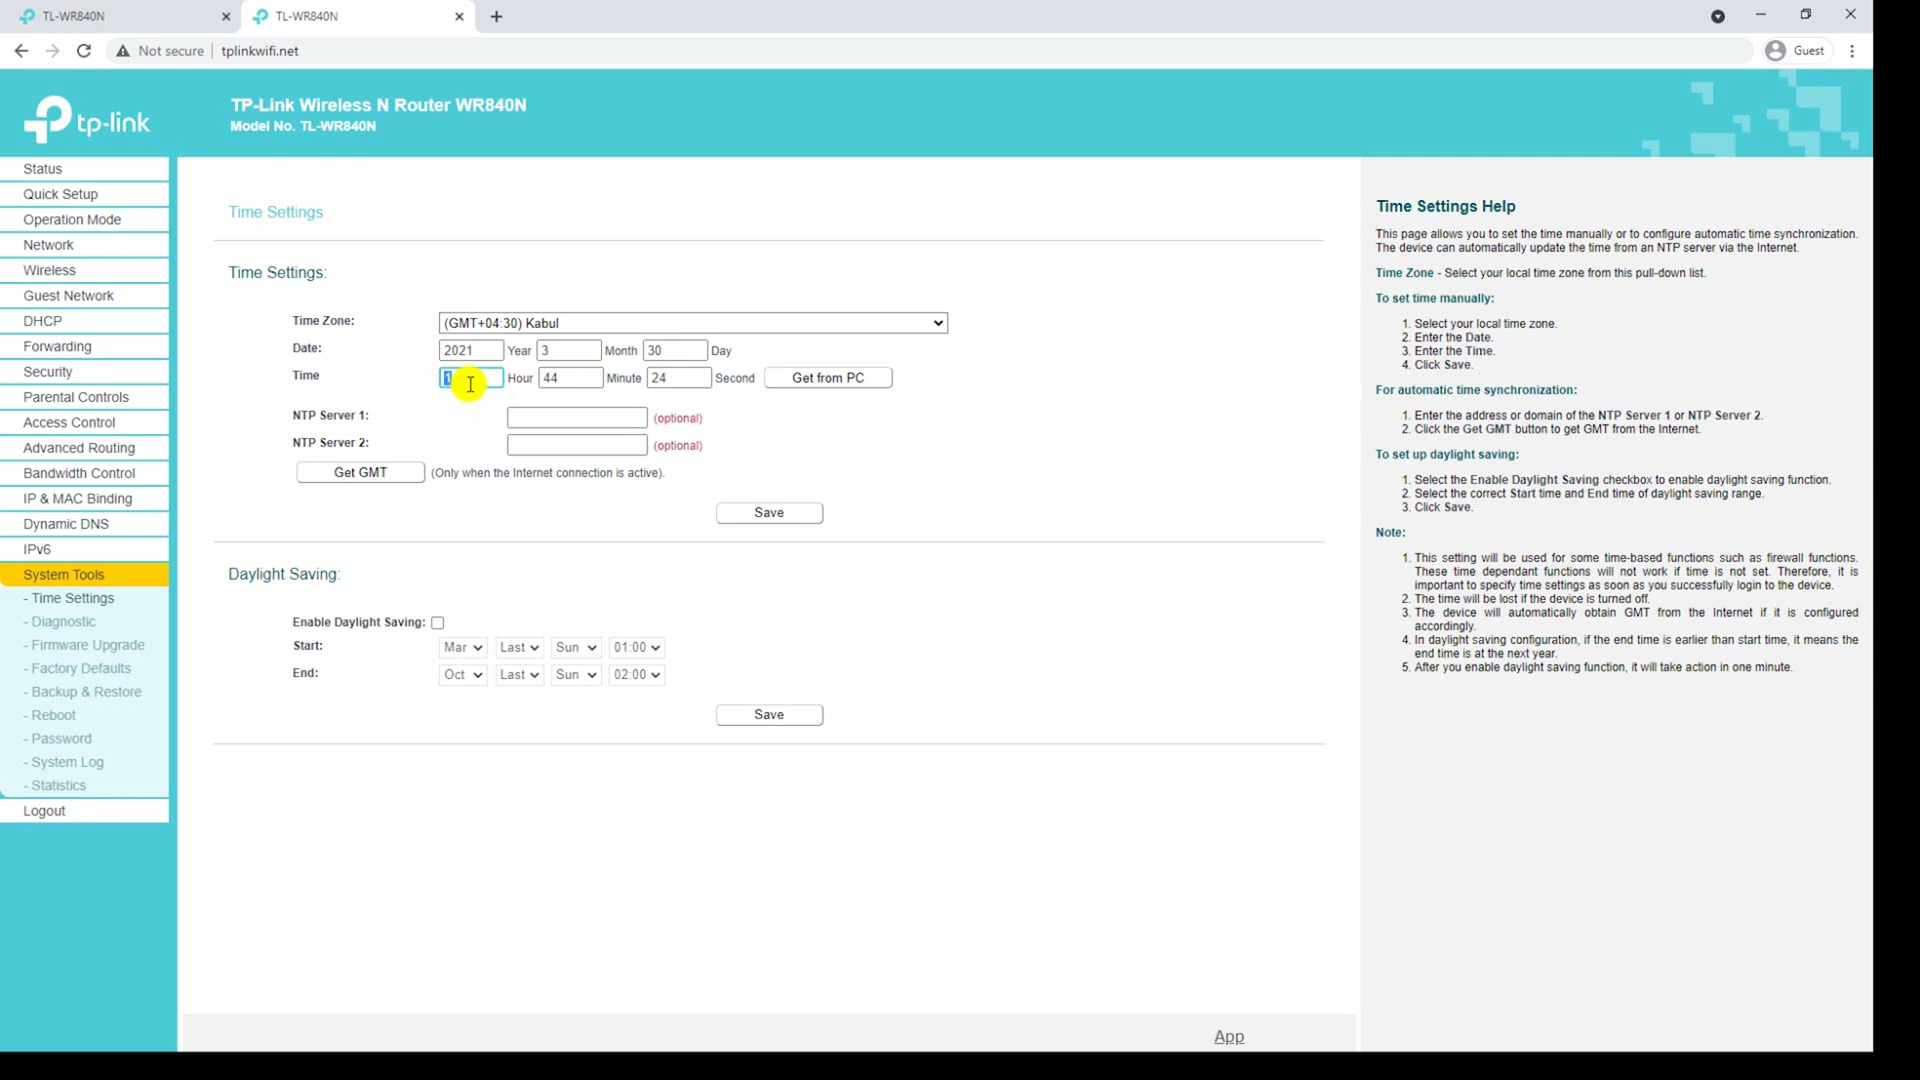 TL-WR840N
TL-WR840N
Not secure
tplinkwifi.net
Guest
tp-link
TP-Link Wireless N Router WR840N
Model No. TL-WR840N
Status
Quick Setup
Operation Mode
Network
Wireless
Guest Network
DHCP
Forwarding
Security
Parental Controls
Access Control
Advanced Routing
Bandwidth Control
IP & MAC Binding
Dynamic DNS
IPv6
System Tools
- Time Settings
- Diagnostic
- Firmware Upgrade
- Factory Defaults
- Backup & Restore
- Reboot
- Password
- System Log
- Statistics
Logout
Time Settings
Time Settings:
Time Zone: (GMT+04:30) Kabul
Date: 2021 Year 3 Month 30 Day
Time 1 Hour 44 Minute 24 Second Get from PC
NTP Server 1: (optional)
NTP Server 2: (optional)
Get GMT (Only when the Internet connection is active).
Save
Daylight Saving:
Enable Daylight Saving:
Start: Mar Last Sun 01:00
End: Oct Last Sun 02:00
Save
App
Time Settings Help
This page allows you to set the time manually or to configure automatic time synchronization.
The device can automatically update the time from an NTP server via the Internet.
Time Zone - Select your local time zone from this pull-down list.
To set time manually:
1. Select your local time zone.
2. Enter the Date.
3. Enter the Time.
4. Click Save.
For automatic time synchronization:
1. Enter the address or domain of the NTP Server 1 or NTP Server 2.
2. Click the Get GMT button to get GMT from the Internet.
To set up daylight saving:
1. Select the Enable Daylight Saving checkbox to enable daylight saving function.
2. Select the correct Start time and End time of daylight saving range.
3. Click Save.
Note:
1. This setting will be used for some time-based functions such as firewall functions.
These time dependant functions will not work if time is not set. Therefore, it is
important to specify time settings as soon as you successfully login to the device.
2. The time will be lost if the device is turned off.
3. The device will automatically obtain GMT from the Internet if it is configured
accordingly.
4. In daylight saving configuration, if the end time is earlier than start time, it means the
end time is at the next year.
5. After you enable daylight saving function, it will take action in one minute.